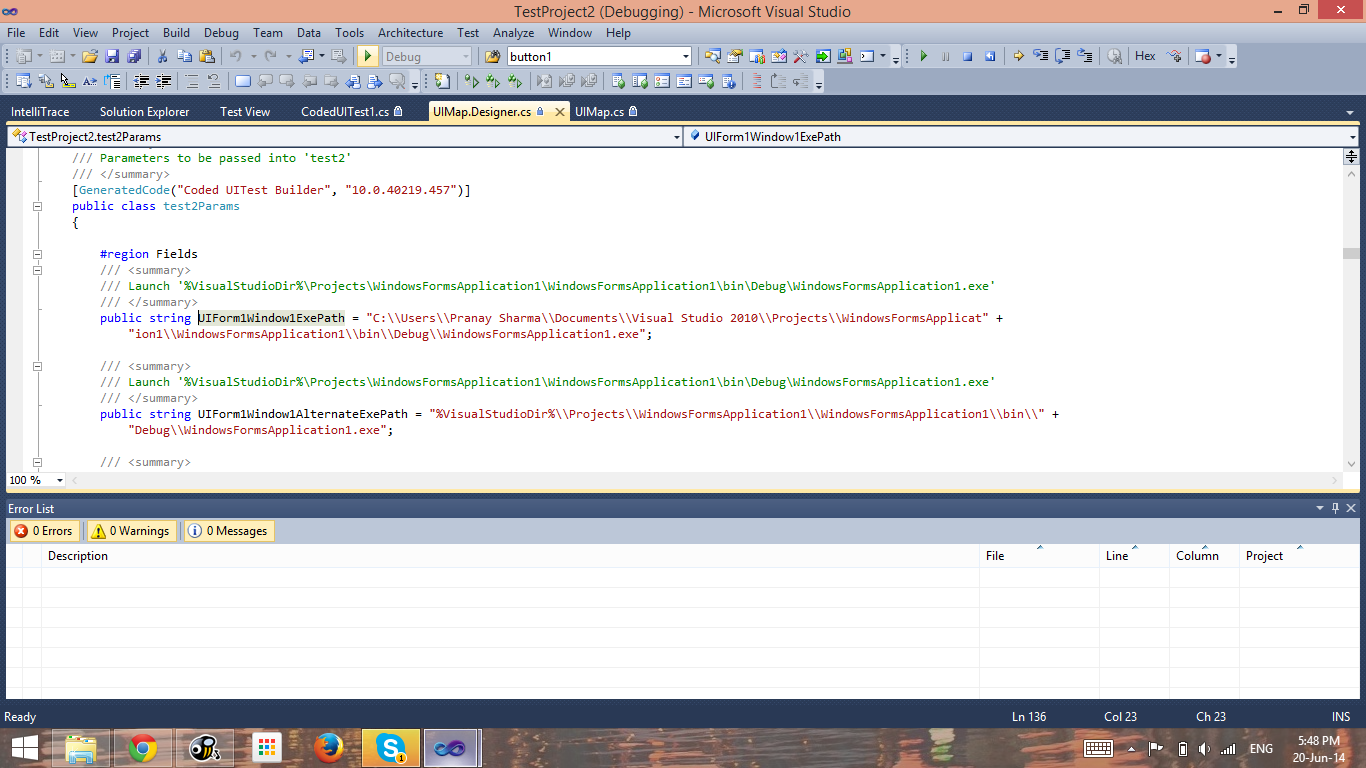 TestProject2 (Debugging) - Microsoft Visual Studio
File Edit View Project Build Debug Team Data Tools Architecture Test Analyze Window Help
Debug button1 Hex
IntelliTrace Solution Explorer Test View CodedUITest1.cs UIMap.Designer.cs UIMap.cs
TestProject2.test2Params UIForm1Window1ExePath
/// Parameters to be passed into 'test2'
/// </summary>
[GeneratedCode("Coded UITest Builder", "10.0.40219.457")]
public class test2Params
{
#region Fields
/// <summary>
/// Launch '%VisualStudioDir%\Projects\WindowsFormsApplication1\WindowsFormsApplication1\bin\Debug\WindowsFormsApplication1.exe'
/// </summary>
public string UIForm1Window1ExePath = "C:\\Users\\Pranay Sharma\\Documents\\Visual Studio 2010\\Projects\\WindowsFormsApplicat" +
"ion1\\WindowsFormsApplication1\\bin\\Debug\\WindowsFormsApplication1.exe";
/// <summary>
/// Launch '%VisualStudioDir%\Projects\WindowsFormsApplication1\WindowsFormsApplication1\bin\Debug\WindowsFormsApplication1.exe'
/// </summary>
public string UIForm1Window1AlternateExePath = "%VisualStudioDir%\\Projects\\WindowsFormsApplication1\\WindowsFormsApplication1\\bin\\" +
"Debug\\WindowsFormsApplication1.exe";
/// <summary>
100 %
Error List
0 Errors 0 Warnings 0 Messages
Description File Line Column Project
Ready Ln 136 Col 23 Ch 23 INS
1 ENG 5:48 PM
20-Jun-14